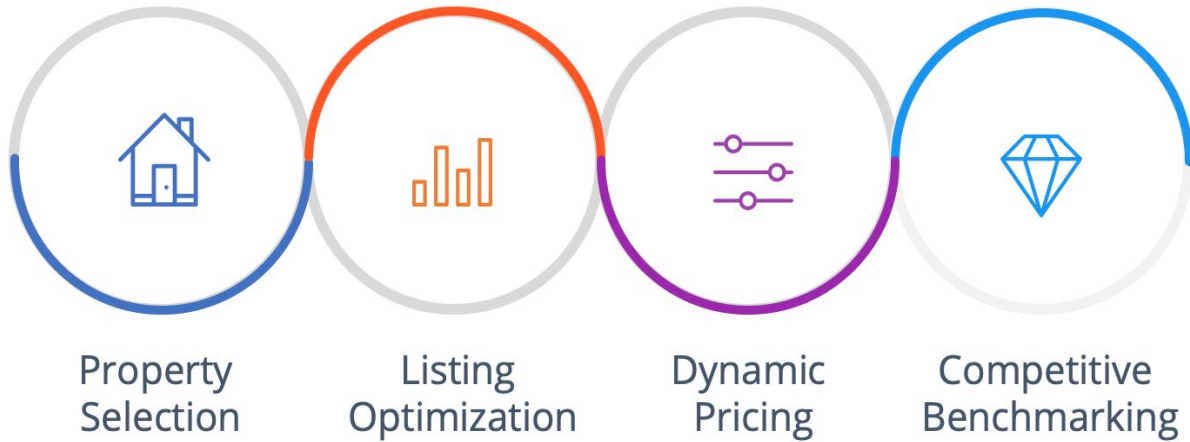 Property
Selection
Listing
Optimization
Dynamic
Pricing
Competitive
Benchmarking